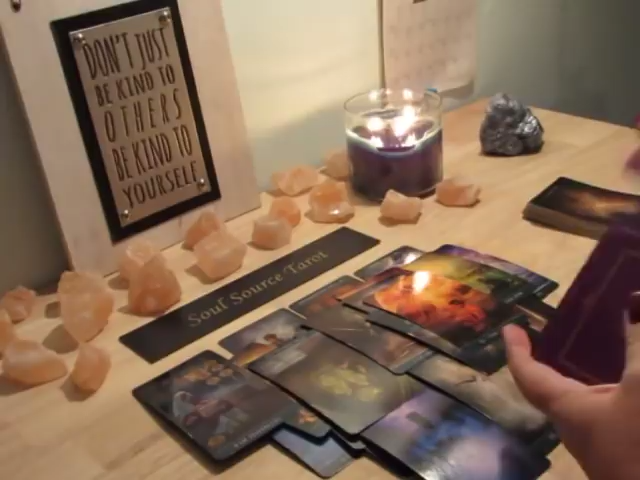 DON'T JUST
BE KIND TO
OTHERS
BE KIND TO
YOURSELF
Soul Source Tarot